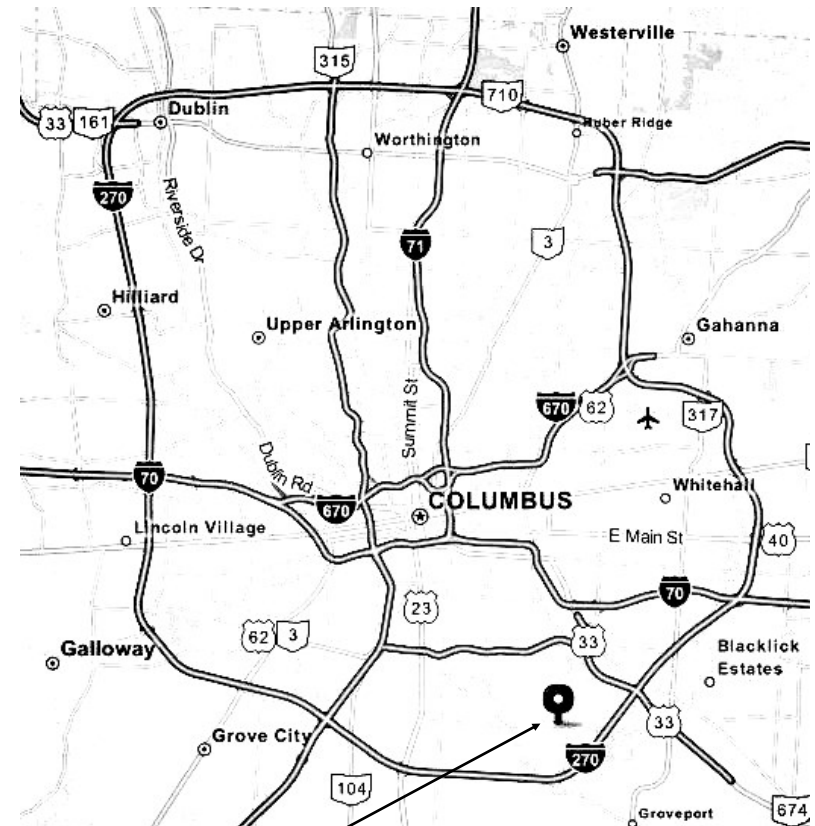 Westerville
315
710
33
161
Dublin
Huber Ridge
Worthington
Riverside Dr
270
71
3
Hilliard
Upper Arlington
Gahanna
Summit St
670
62
317
Dublin Rd
70
Whitehall
670
COLUMBUS
Lincoln Village
E Main St
40
70
23
62
3
33
Galloway
Blacklick
Estates
33
Grove City
270
104
674
Groveport